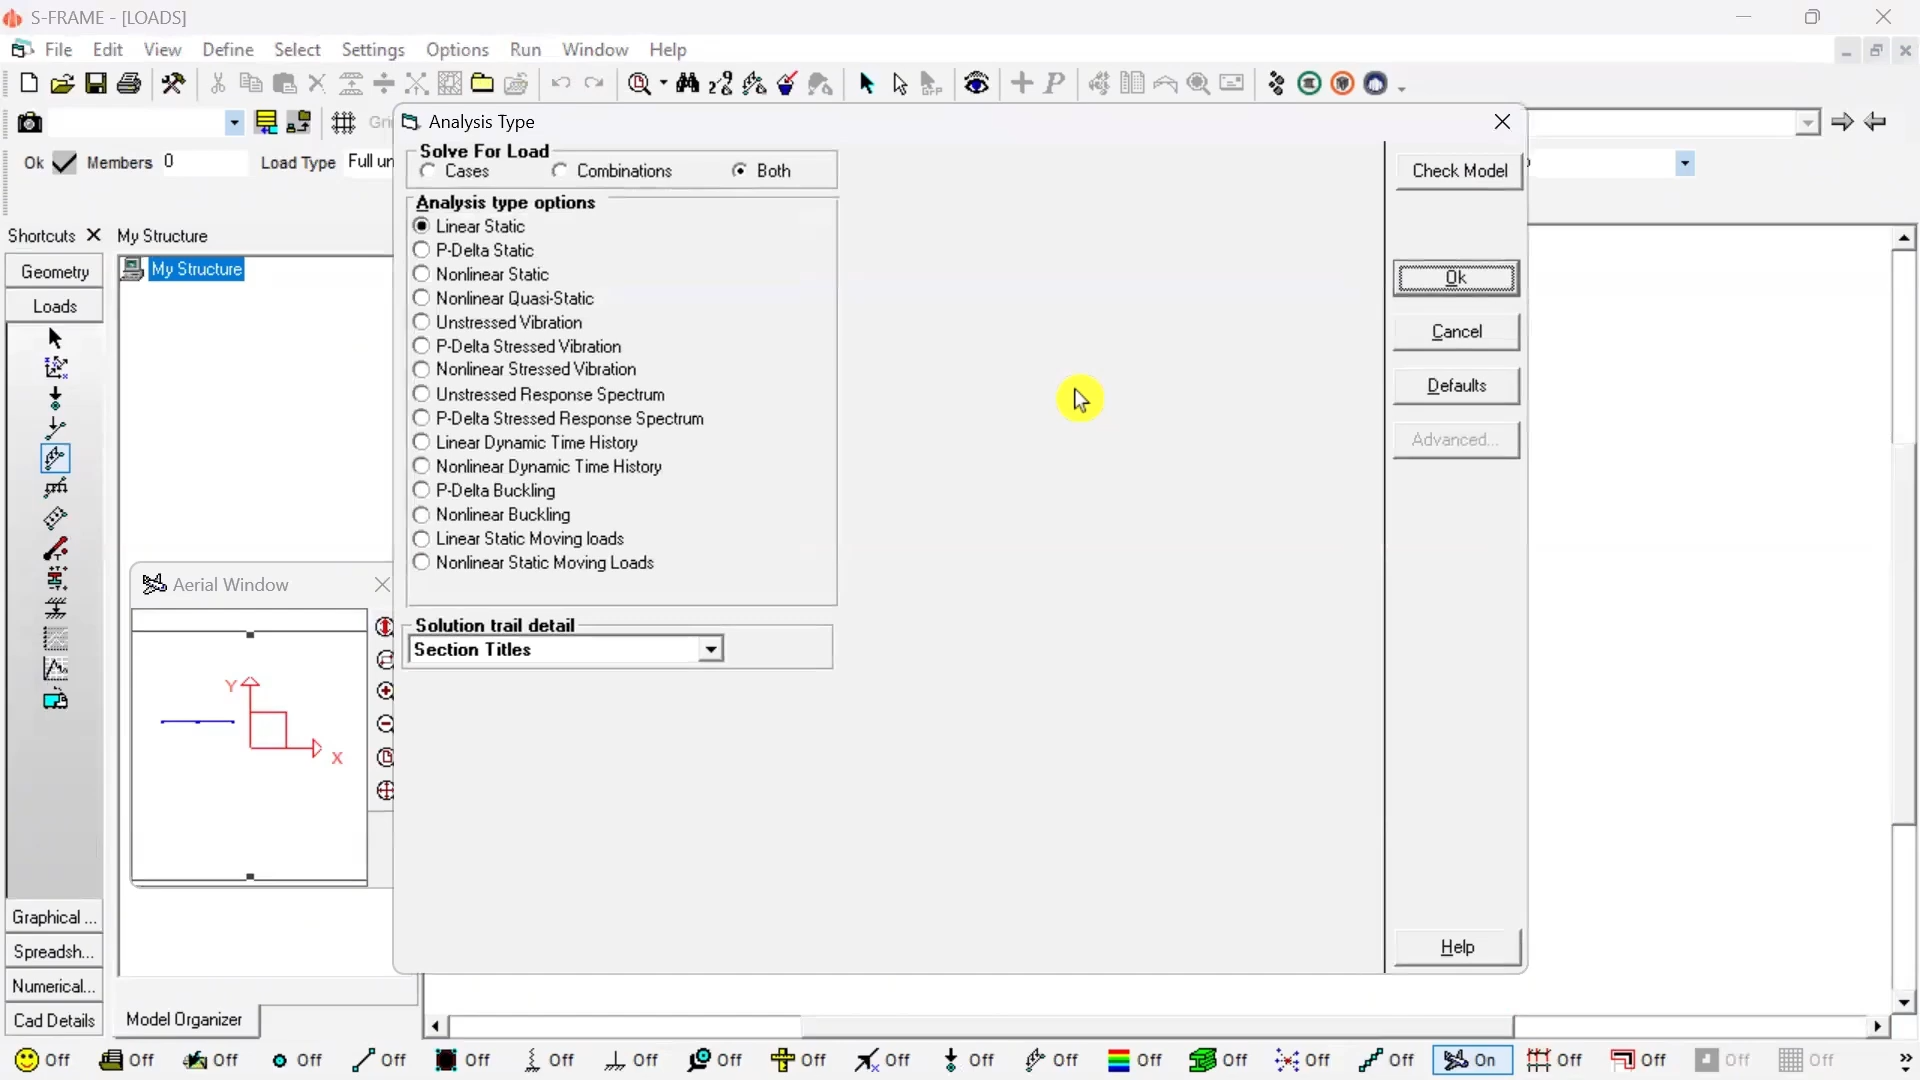 S-FRAME - [LOADS]
File Edit View Define Select Settings Options Run Window Help
Ok Members 0 Load Type Full un
Analysis Type
Solve For Load
Cases Combinations Both
Analysis type options
Linear Static
P-Delta Static
Nonlinear Static
Nonlinear Quasi-Static
Unstressed Vibration
P-Delta Stressed Vibration
Nonlinear Stressed Vibration
Unstressed Response Spectrum
P-Delta Stressed Response Spectrum
Linear Dynamic Time History
Nonlinear Dynamic Time History
P-Delta Buckling
Nonlinear Buckling
Linear Static Moving loads
Nonlinear Static Moving Loads
Solution trail detail
Section Titles
Check Model
Ok
Cancel
Defaults
Advanced...
Help
Shortcuts My Structure
Geometry
Loads
My Structure
Aerial Window
Y
X
Graphical ...
Spreadsh...
Numerical...
Cad Details
Model Organizer
Off Off Off Off Off Off Off Off Off Off Off Off Off Off Off Off Off On Off Off Off Off